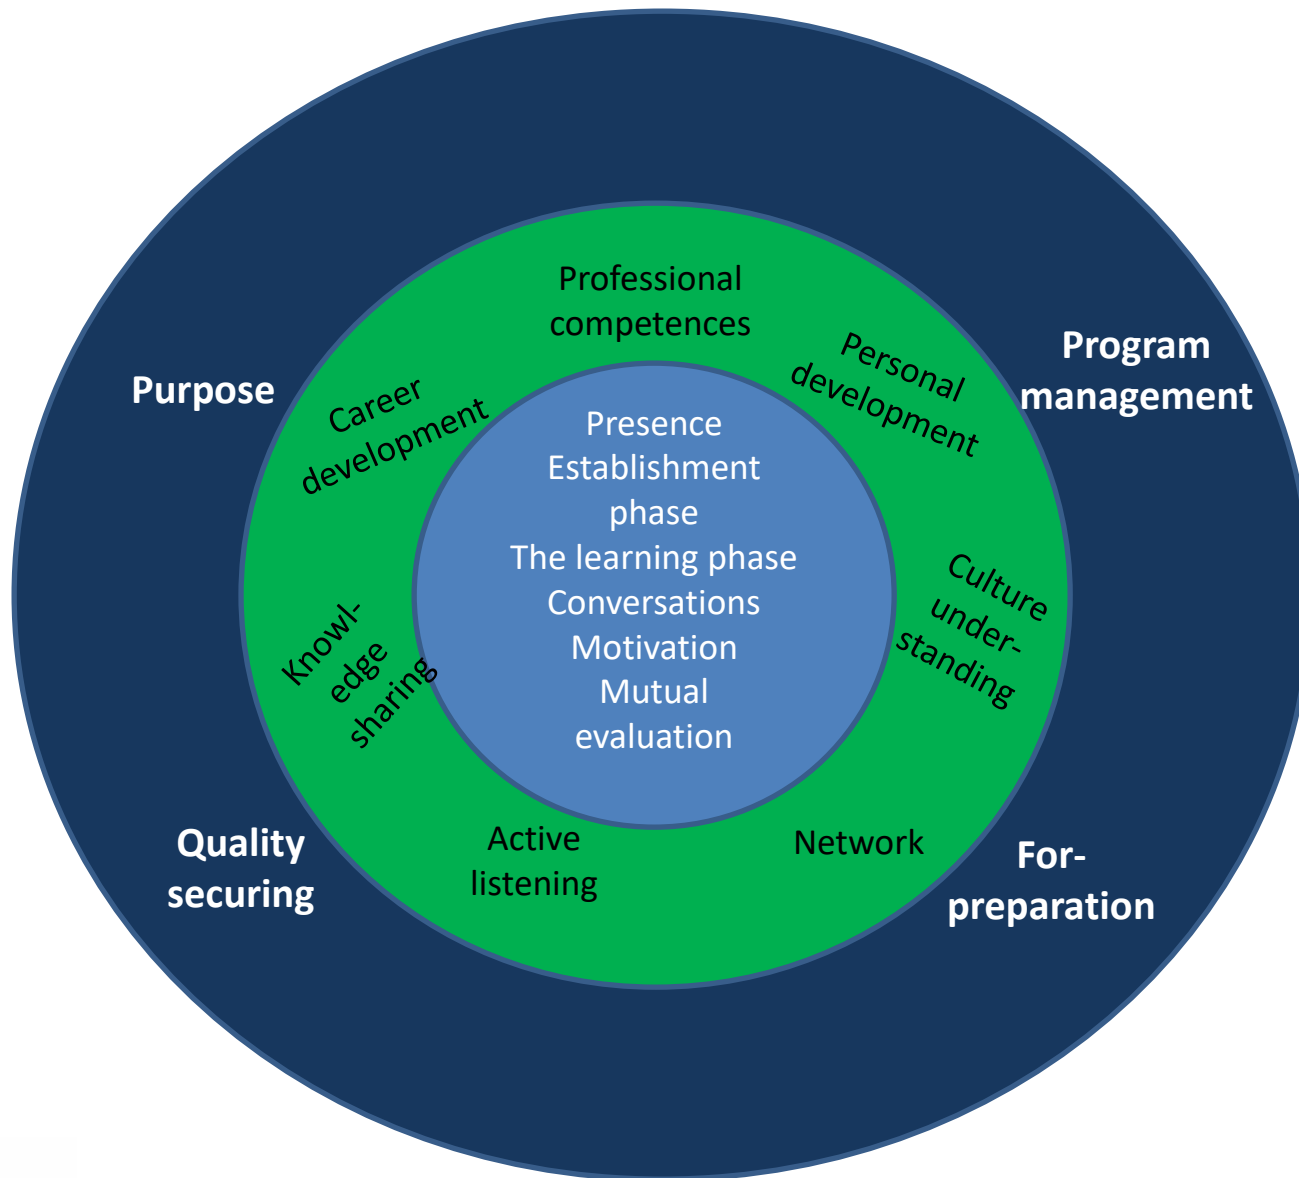 Professional
competences
Personal
development
Program
management
Purpose
Career
development
Presence
Establishment
phase
The learning phase
Conversations
Motivation
Mutual
evaluation
Culture
under-
standing
Knowl-
edge
sharing
Active
listening
Network
Quality
securing
For-
preparation